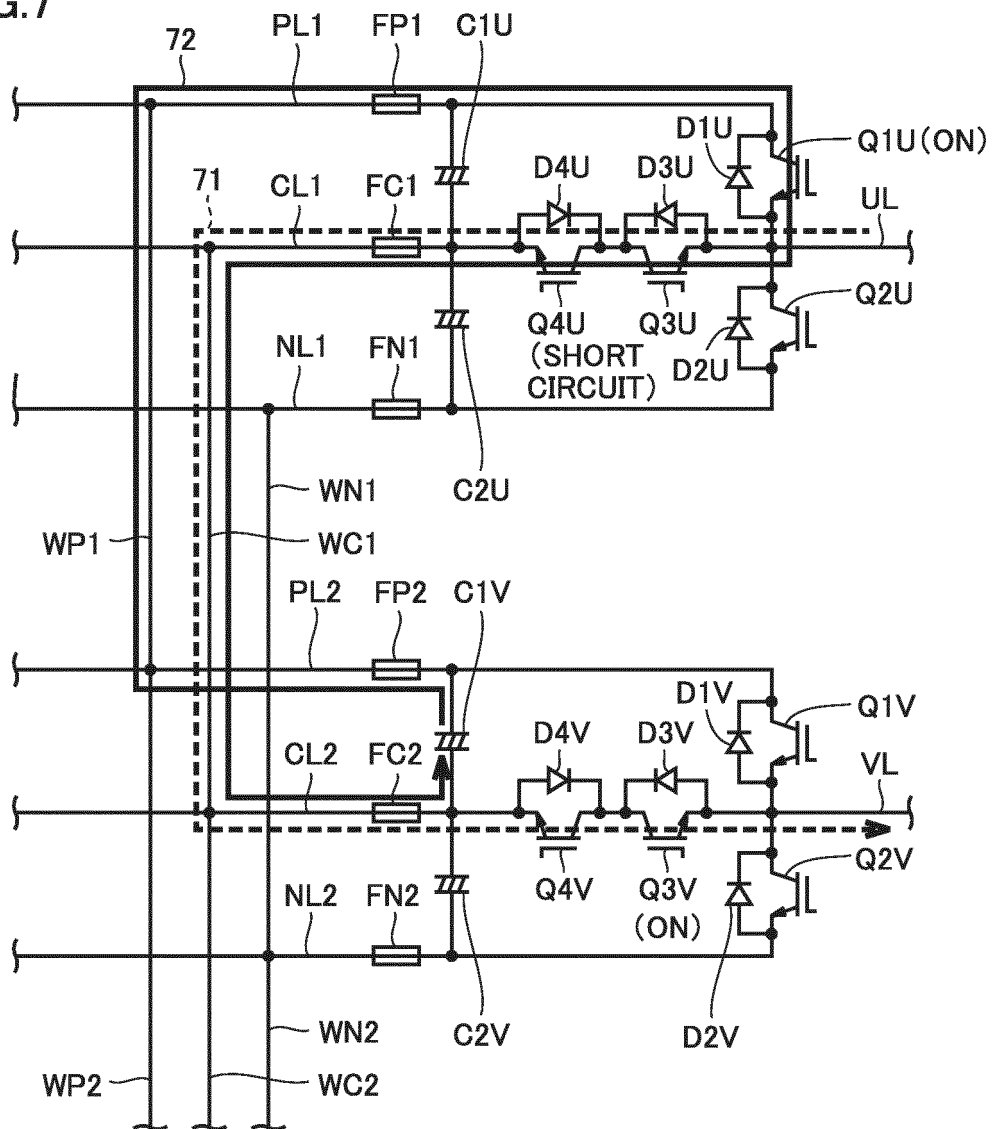 G.7
72
PL1
FP1
C1U
D1U
Q1U(ON)
71
CL1
FC1
D4U
D3U
UL
Q4U
(SHORT
CIRCUIT)
Q3U
Q2U
D2U
NL1
FN1
WN1
C2U
WP1
WC1
PL2
FP2
C1V
D1V
Q1V
CL2
FC2
D4V
D3V
VL
Q4V
Q3V
(ON)
Q2V
NL2
FN2
WN2
C2V
D2V
WP2
WC2